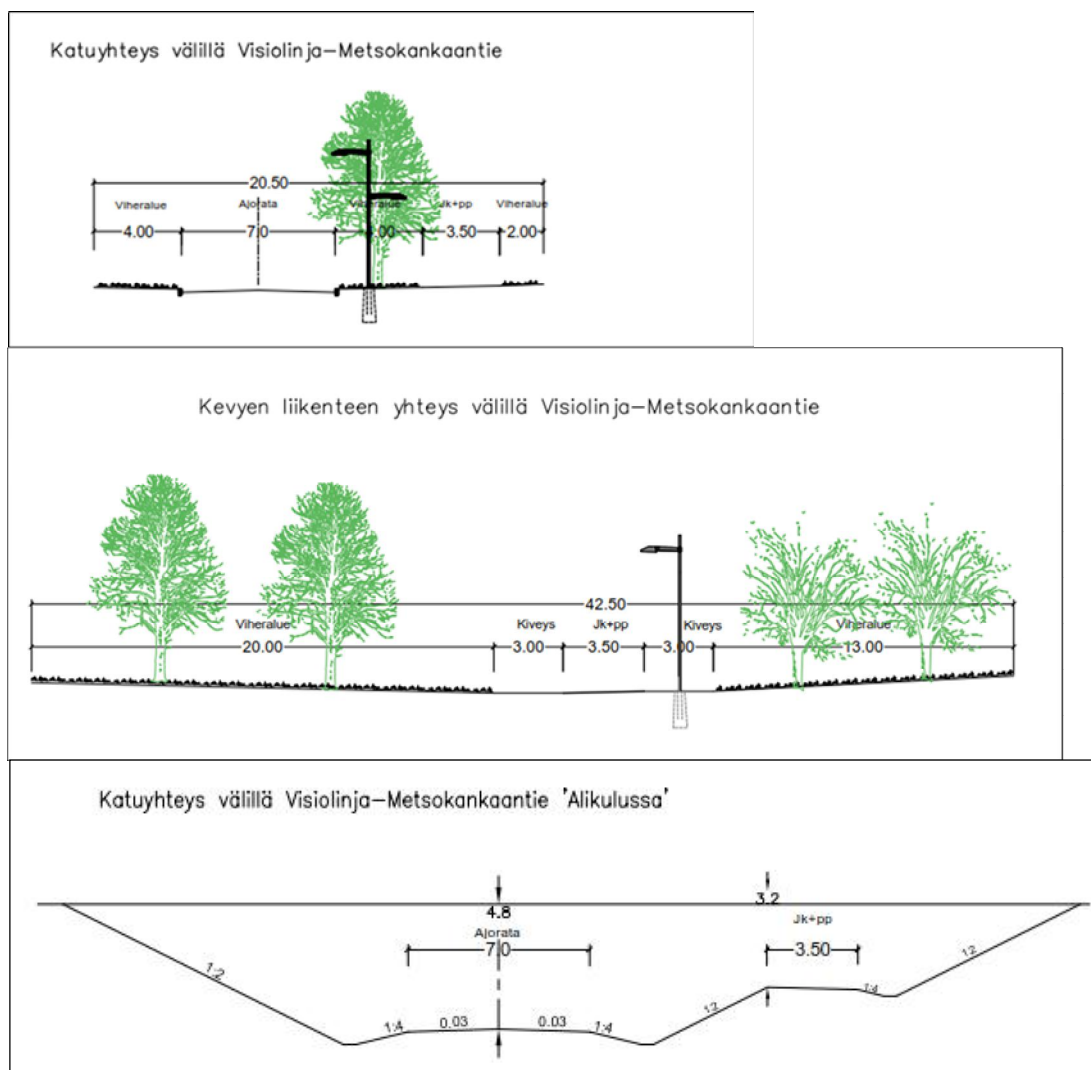 Katuyhteys välillä Visiolinja-Metsokankaantie
20.50
Viheralue Ajorata Viheralue Jk+pp Viheralue
4.00 7.0 .00 3.50 2.00
Kevyen liikenteen yhteys välillä Visiolinja-Metsokankaantie
42.50
Viheralue Kiveys Jk+pp Kiveys Viheralue
20.00 3.00 3.50 3.00 13.00
Katuyhteys välillä Visiolinja-Metsokankaantie 'Alikulussa'
4.8 3.2
Ajorata Jk+pp
7.0 3.50
1:2 1:4 0.03 0.03 1:4 1:2 1:4 1:2